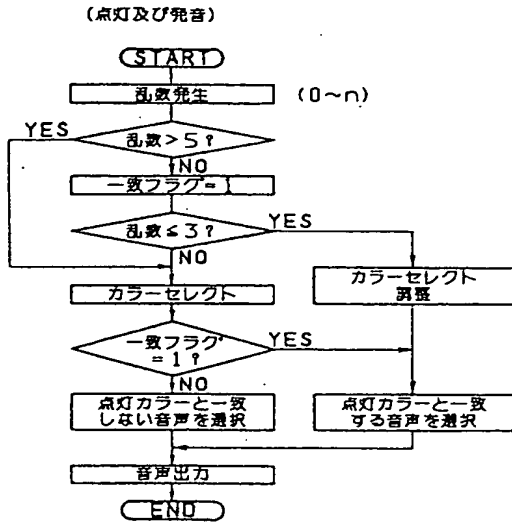 (点灯及び発音)
START
乱数発生
(0~n)
YES
乱数>5?
NO
一致フラグ=1
乱数≦3?
YES
NO
カラーセレクト
カラーセレクト
調整
一致フラグ
=1?
YES
NO
点灯カラーと一致
しない音声を選択
点灯カラーと一致
する音声を選択
音声出力
END